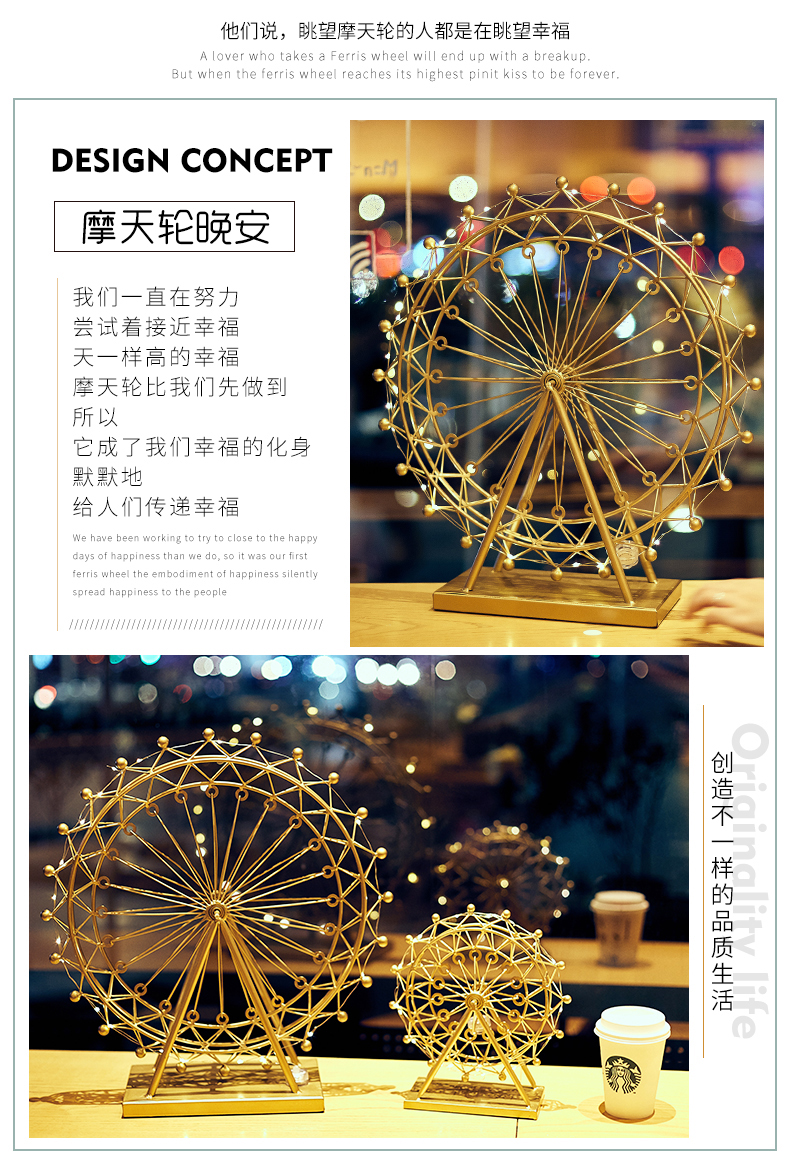 他们说，眺望摩天轮的人都是在眺望幸福
A lover who takes a Ferris wheel will end up with a breakup.
But when the ferris wheel reaches its highest pinit kiss to be forever.
DESIGN CONCEPT
摩天轮晚安
我们一直在努力
尝试着接近幸福
天一样高的幸福
摩天轮比我们先做到
所以
它成了我们幸福的化身
默默地
给人们传递幸福
We have been working to try to close to the happy
days of happiness than we do, so it was our first
ferris wheel the embodiment of happiness silently
spread happiness to the people
//////////////////////////////////////////////////
创造不一样的品质生活
Originality life